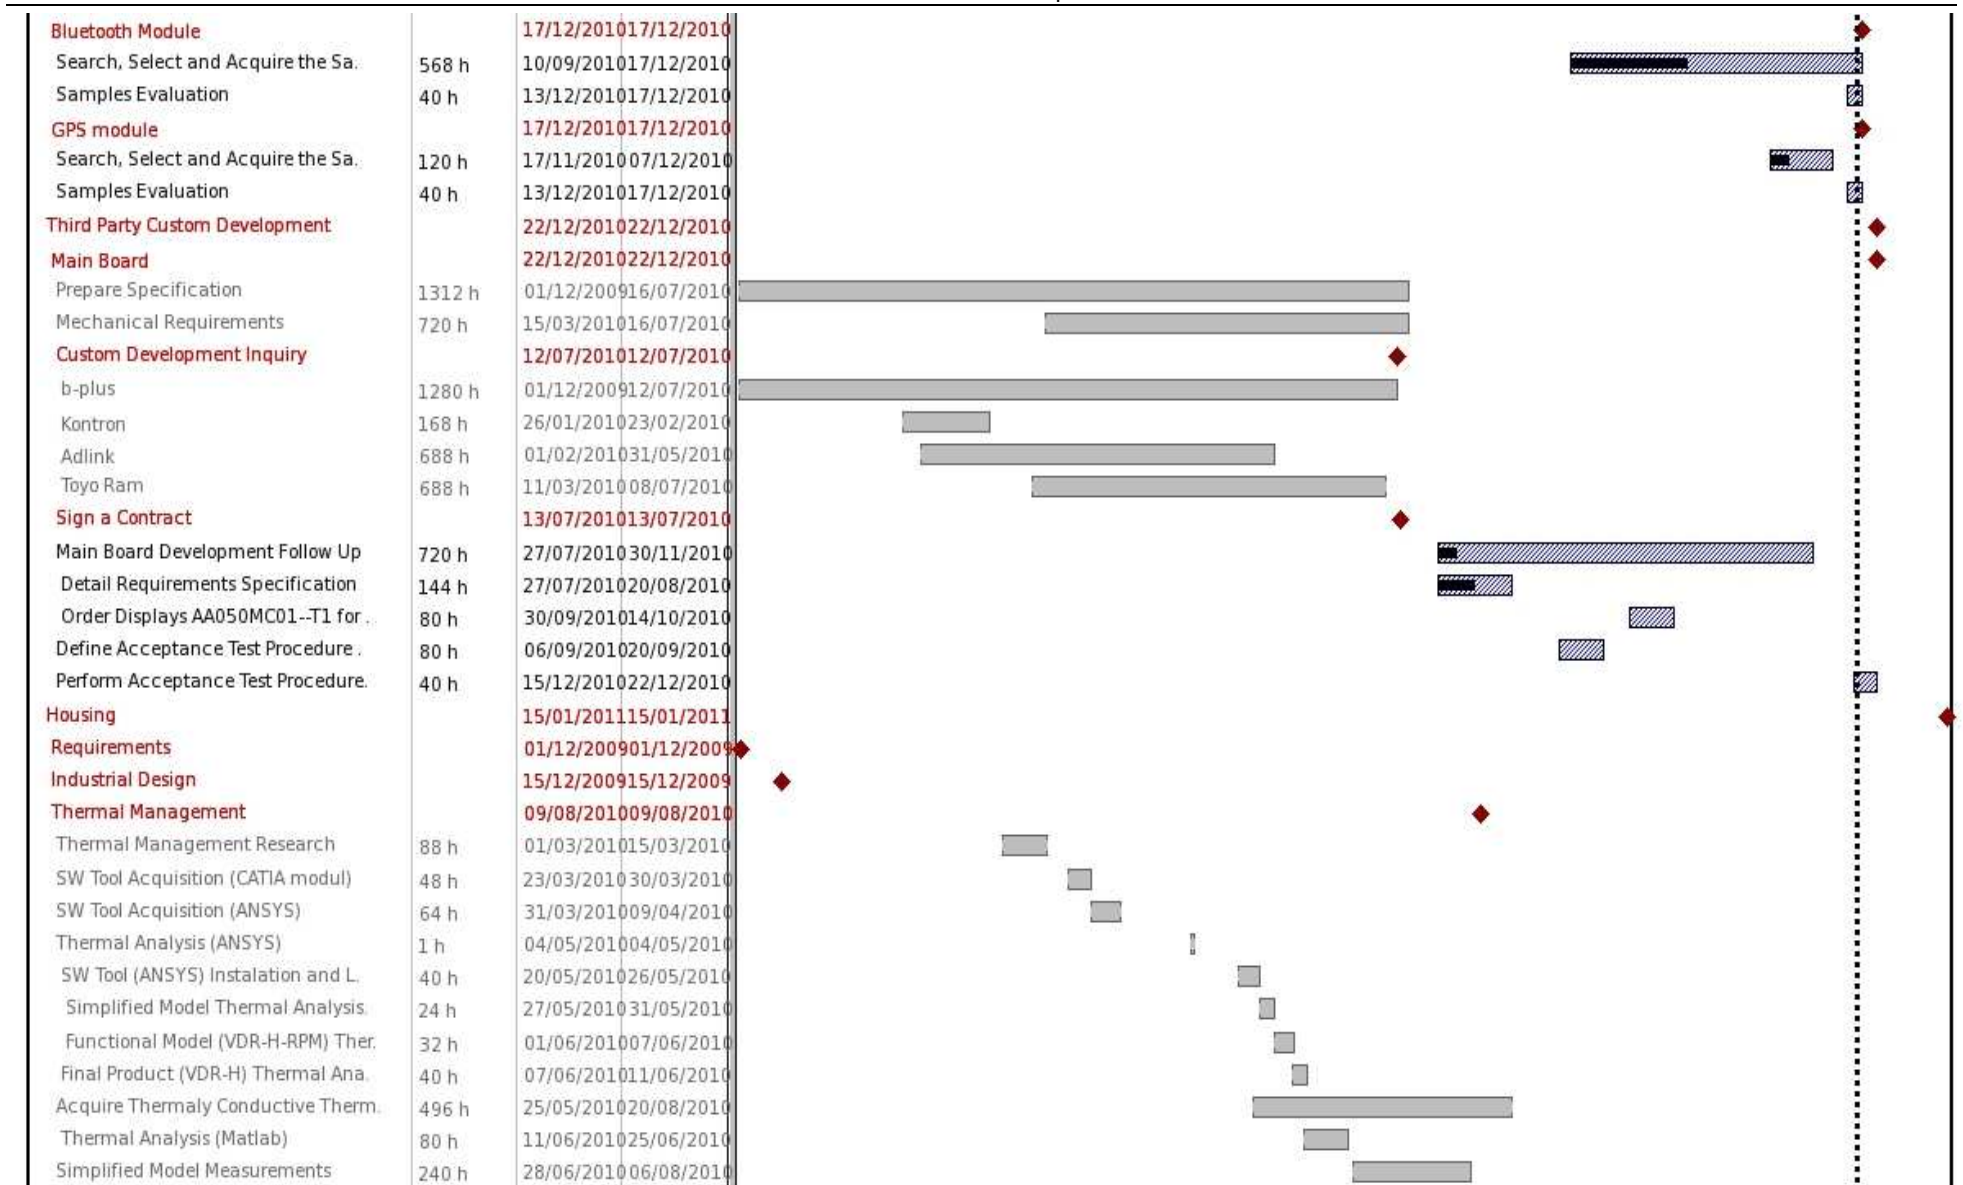 Bluetooth Module 17/12/2010 17/12/2010
Search, Select and Acquire the Sa. 568 h 10/09/2010 17/12/2010
Samples Evaluation 40 h 13/12/2010 17/12/2010
GPS module 17/12/2010 17/12/2010
Search, Select and Acquire the Sa. 120 h 17/11/2010 07/12/2010
Samples Evaluation 40 h 13/12/2010 17/12/2010
Third Party Custom Development 22/12/2010 22/12/2010
Main Board 22/12/2010 22/12/2010
Prepare Specification 1312 h 01/12/2009 16/07/2010
Mechanical Requirements 720 h 15/03/2010 16/07/2010
Custom Development Inquiry 12/07/2010 12/07/2010
b-plus 1280 h 01/12/2009 12/07/2010
Kontron 168 h 26/01/2010 23/02/2010
Adlink 688 h 01/02/2010 31/05/2010
Toyo Ram 688 h 11/03/2010 08/07/2010
Sign a Contract 13/07/2010 13/07/2010
Main Board Development Follow Up 720 h 27/07/2010 30/11/2010
Detail Requirements Specification 144 h 27/07/2010 20/08/2010
Order Displays AA050MC01--T1 for . 80 h 30/09/2010 14/10/2010
Define Acceptance Test Procedure . 80 h 06/09/2010 20/09/2010
Perform Acceptance Test Procedure. 40 h 15/12/2010 22/12/2010
Housing 15/01/2011 15/01/2011
Requirements 01/12/2009 01/12/2009
Industrial Design 15/12/2009 15/12/2009
Thermal Management 09/08/2010 09/08/2010
Thermal Management Research 88 h 01/03/2010 15/03/2010
SW Tool Acquisition (CATIA modul) 48 h 23/03/2010 30/03/2010
SW Tool Acquisition (ANSYS) 64 h 31/03/2010 09/04/2010
Thermal Analysis (ANSYS) 1 h 04/05/2010 04/05/2010
SW Tool (ANSYS) Instalation and L. 40 h 20/05/2010 26/05/2010
Simplified Model Thermal Analysis. 24 h 27/05/2010 31/05/2010
Functional Model (VDR-H-RPM) Ther. 32 h 01/06/2010 07/06/2010
Final Product (VDR-H) Thermal Ana. 40 h 07/06/2010 11/06/2010
Acquire Thermaly Conductive Therm. 496 h 25/05/2010 20/08/2010
Thermal Analysis (Matlab) 80 h 11/06/2010 25/06/2010
Simplified Model Measurements 240 h 28/06/2010 06/08/2010